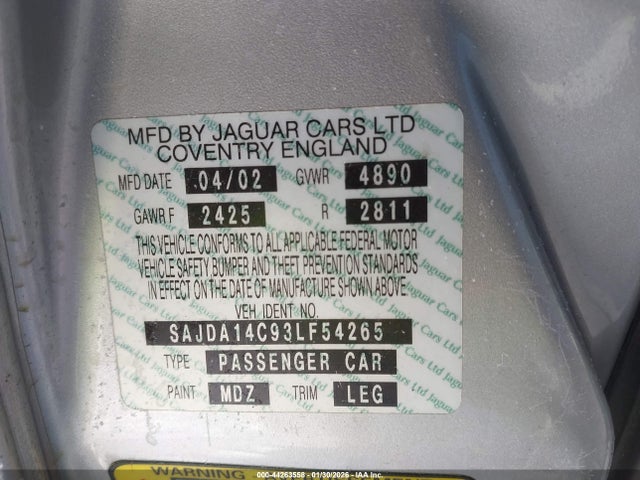 MFD BY JAGUAR CARS LTD
COVENTRY ENGLAND
MFD DATE 04/02 GVWR 4890
GAWR F 2425 R 2811
THIS VEHICLE CONFORMS TO ALL APPLICABLE FEDERAL MOTOR
VEHICLE SAFETY BUMPER AND THEFT PREVENTION STANDARDS
IN EFFECT ON THE DATE OF MANUFACTURE SHOWN ABOVE.
VEH. IDENT NO.
SAJDA14C93LF54265
TYPE PASSENGER CAR
PAINT MDZ TRIM LEG
WARNING
000-44263558 — 01/30/2026 — IAA Inc.